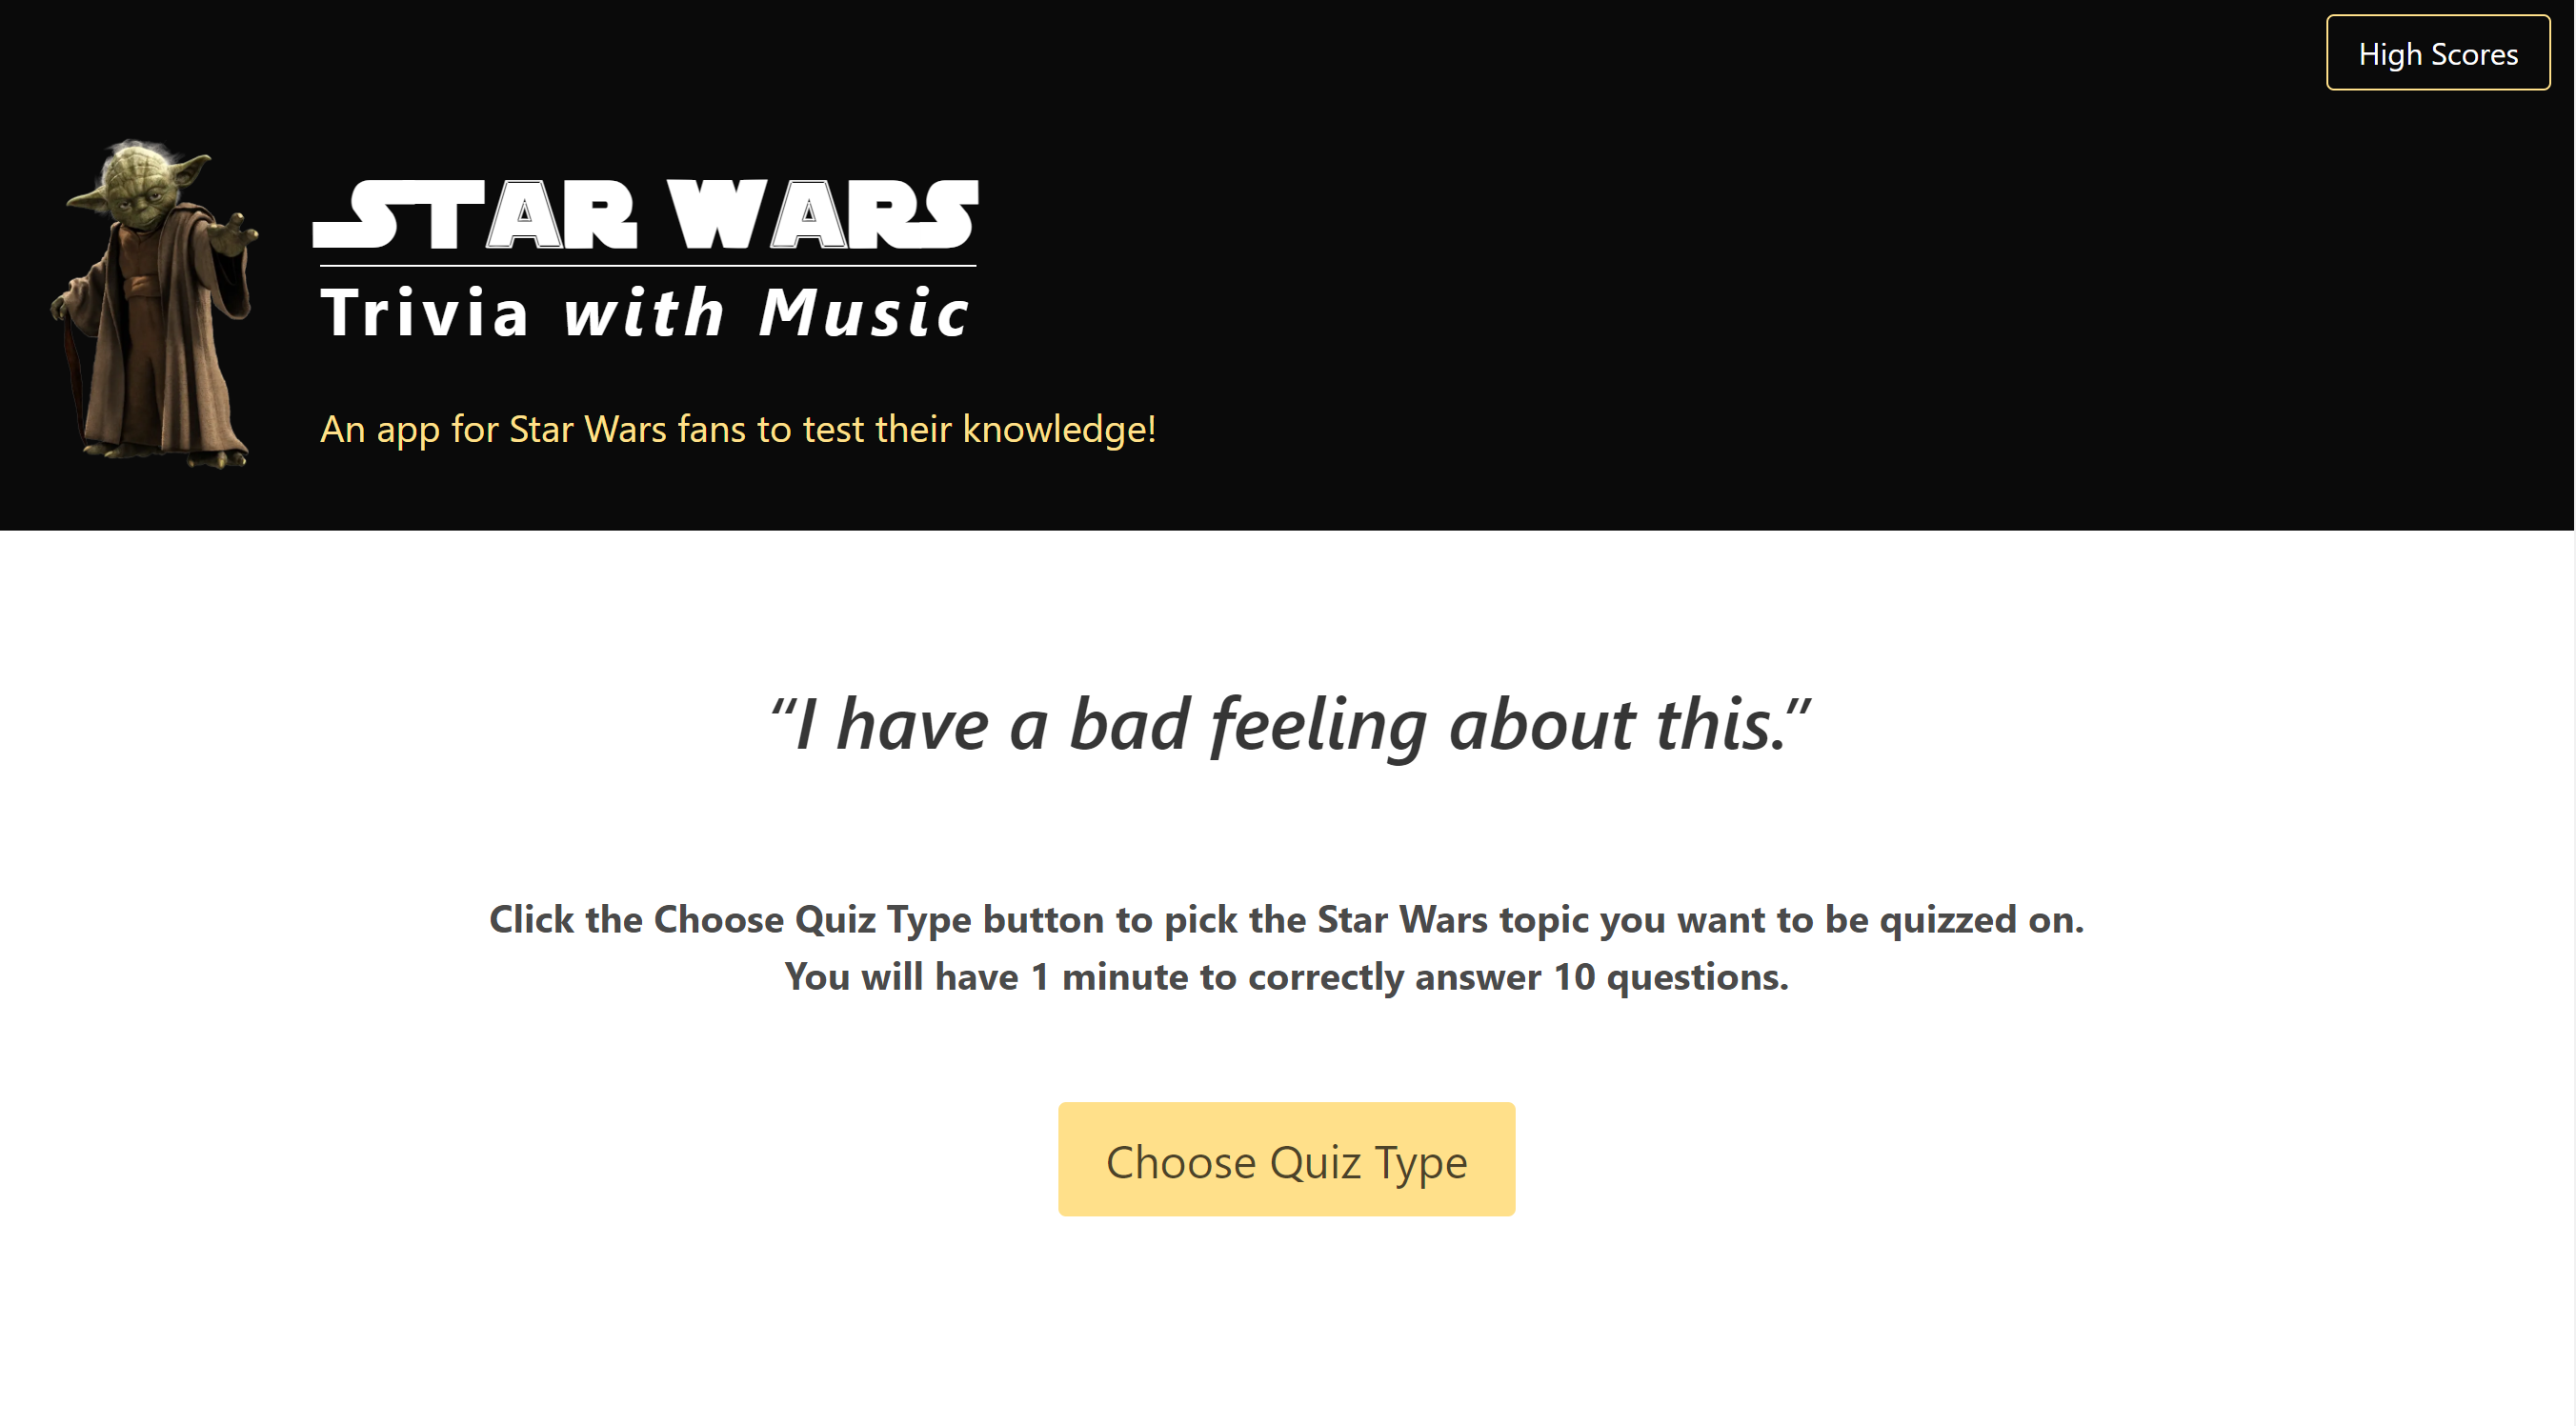 High Scores
STAR WARS
Trivia with Music
An app for Star Wars fans to test their knowledge!
“I have a bad feeling about this.”
Click the Choose Quiz Type button to pick the Star Wars topic you want to be quizzed on.
You will have 1 minute to correctly answer 10 questions.
Choose Quiz Type